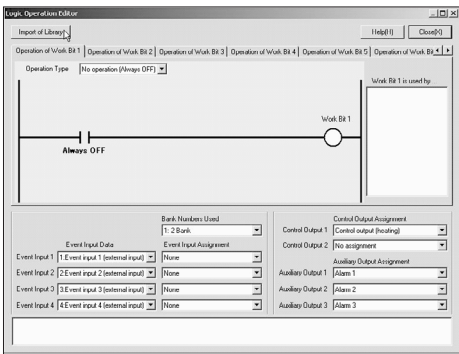 Logic Operation Editor
Import of Library
Help(H)
Close(X)
Operation of Work Bit 1
Operation of Work Bit 2
Operation of Work Bit 3
Operation of Work Bit 4
Operation of Work Bit 5
Operation of Work Bit
Operation Type
No operation (Always OFF)
Work Bit 1 is used by
Work Bit 1
Always OFF
Bank Numbers Used
1: 2 Bank
Event Input Data
Event Input Assignment
Event Input 1
1.Event input 1 (external input)
None
Event Input 2
2.Event input 2 (external input)
None
Event Input 3
3.Event input 3 (external input)
None
Event Input 4
4.Event input 4 (external input)
None
Control Output Assignment
Control Output 1
Control output (heating)
Control Output 2
No assignment
Auxiliary Output Assignment
Auxiliary Output 1
Alarm 1
Auxiliary Output 2
Alarm 2
Auxiliary Output 3
Alarm 3